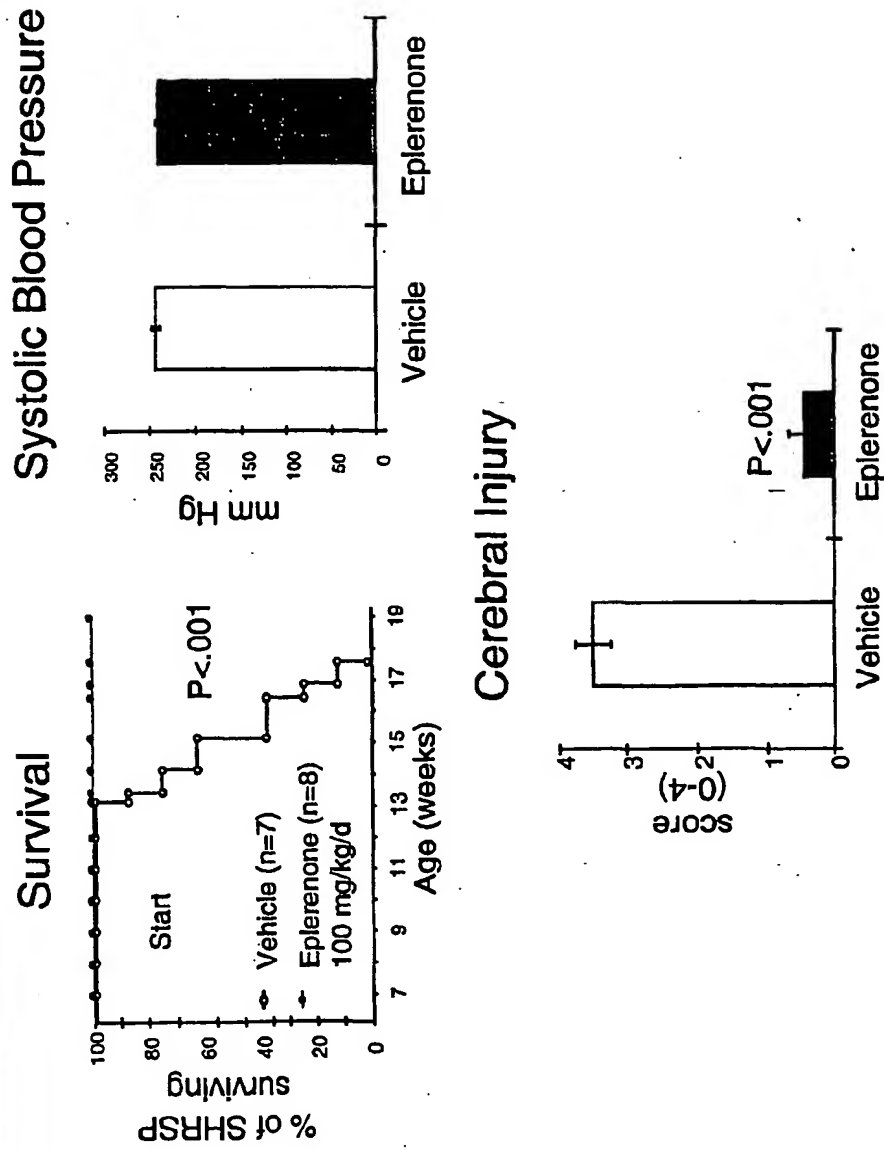 Survival
% of SHRSP
surviving
100
80
60
40
20
0
Start
Vehicle (n=7)
Eplerenone (n=8)
100 mg/kg/d
P<.001
7
9
11
13
15
17
19
Age (weeks)
Systolic Blood Pressure
mm Hg
300
250
200
150
100
50
0
Vehicle
Eplerenone
Cerebral Injury
score
(0-4)
4
3
2
1
0
P<.001
Vehicle
Eplerenone